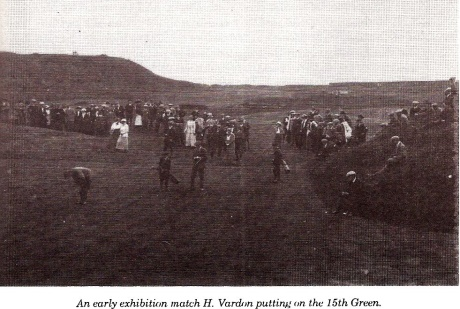 An early exhibition match H. Vardon putting on the 15th Green.